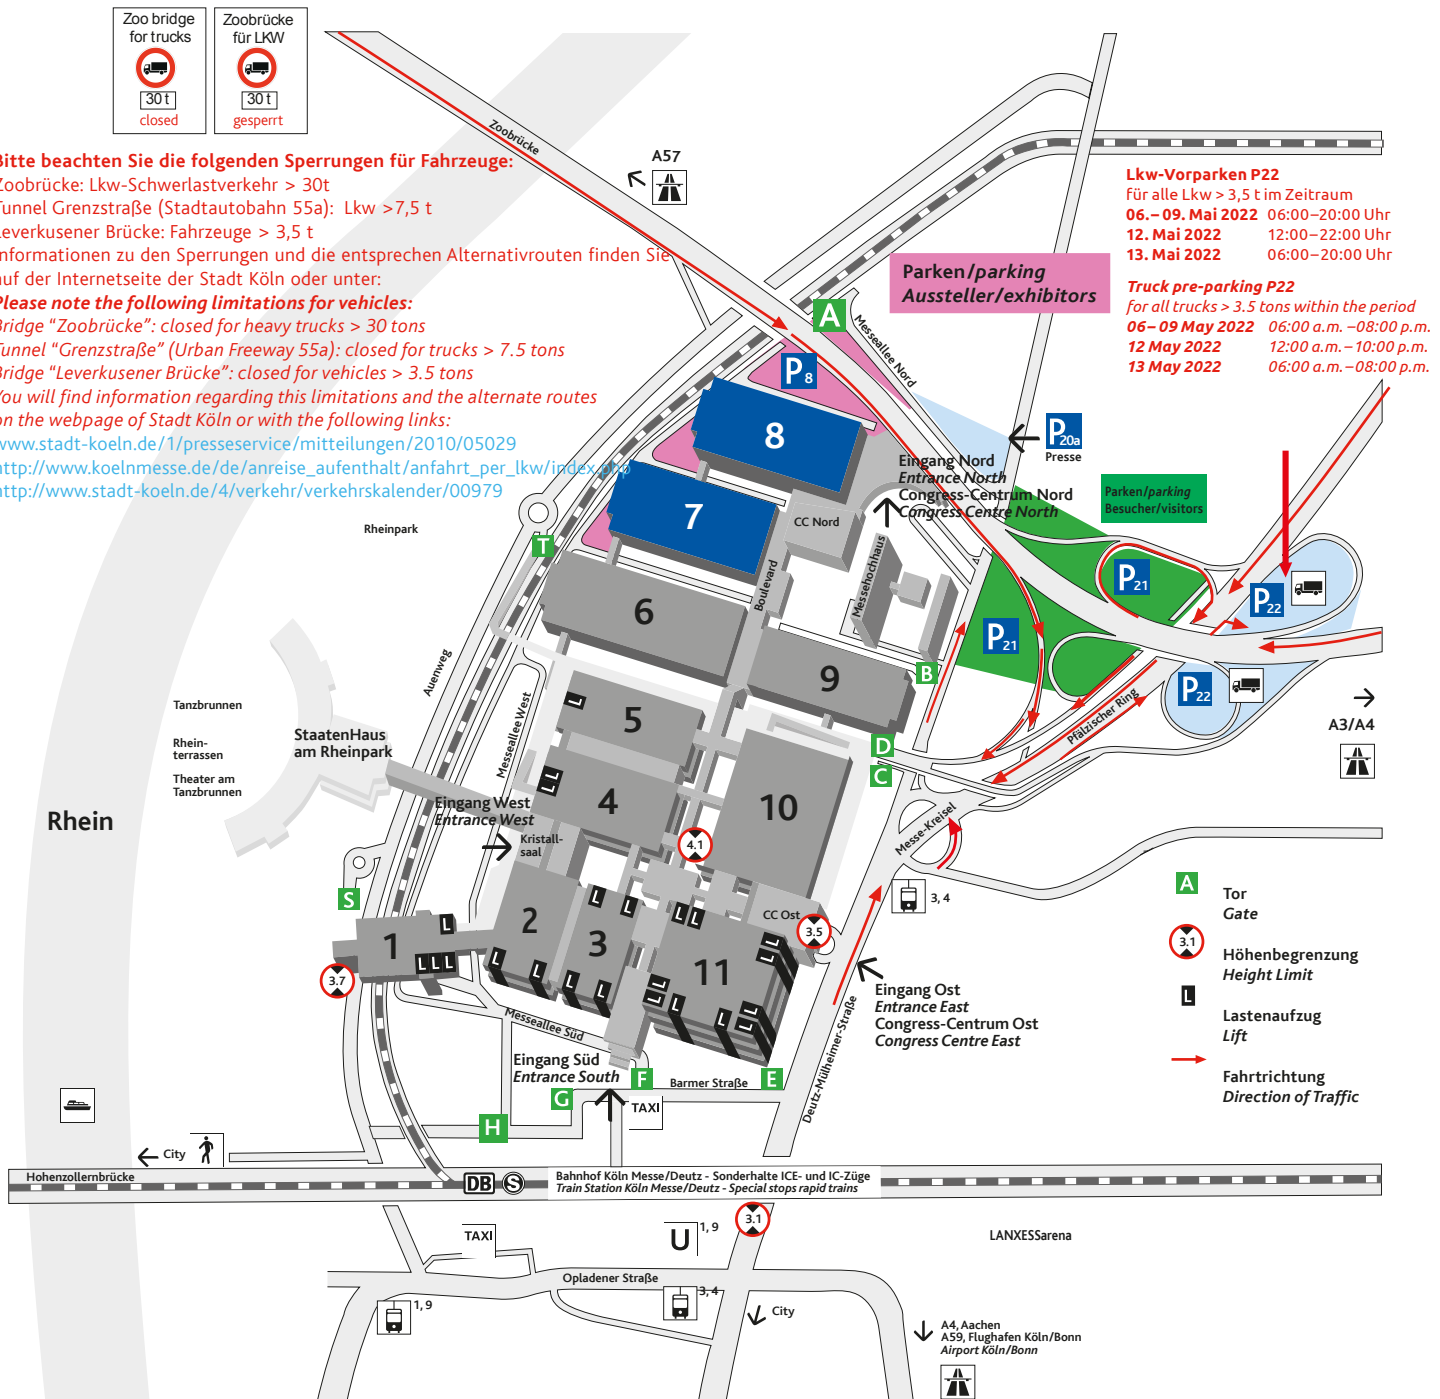 Zoo bridge
for trucks
30 t
closed
Zoobrücke
für LKW
30 t
gesperrt
Bitte beachten Sie die folgenden Sperrungen für Fahrzeuge:
Zoobrücke: Lkw-Schwerlastverkehr > 30t
Tunnel Grenzstraße (Stadtautobahn 55a): Lkw >7,5 t
Leverkusener Brücke: Fahrzeuge > 3,5 t
Informationen zu den Sperrungen und die entsprechen Alternativrouten finden Sie
auf der Internetseite der Stadt Köln oder unter:
Please note the following limitations for vehicles:
Bridge “Zoobrücke”: closed for heavy trucks > 30 tons
Tunnel “Grenzstraße” (Urban Freeway 55a): closed for trucks > 7.5 tons
Bridge “Leverkusener Brücke”: closed for vehicles > 3.5 tons
You will find information regarding this limitations and the alternate routes
on the webpage of Stadt Köln or with the following links:
www.stadt-koeln.de/1/presseservice/mitteilungen/2010/05029
http://www.koelnmesse.de/de/anreise_aufenthalt/anfahrt_per_lkw/index.php
http://www.stadt-koeln.de/4/verkehr/verkehrskalender/00979
Zoobrücke
A57
Lkw-Vorparken P22
für alle Lkw > 3,5 t im Zeitraum
06.–09. Mai 2022 06:00–20:00 Uhr
12. Mai 2022 12:00–22:00 Uhr
13. Mai 2022 06:00–20:00 Uhr
Truck pre-parking P22
for all trucks > 3.5 tons within the period
06–09 May 2022 06:00 a.m.–08:00 p.m.
12 May 2022 12:00 a.m.–10:00 p.m.
13 May 2022 06:00 a.m.–08:00 p.m.
Parken/parking
Aussteller/exhibitors
A
Messeallee Nord
P8
8
P20a
Presse
Eingang Nord
Entrance North
Congress-Centrum Nord
Congress Centre North
Parken/parking
Besucher/visitors
7
CC Nord
Rheinpark
T
Boulevard
Messehochhaus
P21
P22
6
P21
9
B
P22
Auenweg
Messeallee West
Pfälzischer Ring
A3/A4
Tanzbrunnen
Rhein-
terrassen
Theater am
Tanzbrunnen
StaatenHaus
am Rheinpark
L
5
D
C
L
L
4
10
Rhein
Eingang West
Entrance West
Kristall-
saal
4.1
Messe-Kreisel
3, 4
S
1
L
L
L
L
3.7
2
L
L
3
L
L
L
L
CC Ost
3.5
11
L
L
L
L
L
L
L
L
L
L
A
Tor
Gate
3.1
Höhenbegrenzung
Height Limit
L
Lastenaufzug
Lift
Fahrtrichtung
Direction of Traffic
Eingang Ost
Entrance East
Congress-Centrum Ost
Congress Centre East
Deutz-Mülheimer-Straße
Messeallee Süd
Eingang Süd
Entrance South
F
Barmer Straße
E
G
TAXI
H
City
Hohenzollernbrücke
DB
S
Bahnhof Köln Messe/Deutz - Sonderhalte ICE- und IC-Züge
Train Station Köln Messe/Deutz - Special stops rapid trains
3.1
TAXI
U
1, 9
LANXESSarena
Opladener Straße
1, 9
3, 4
City
A4, Aachen
A59, Flughafen Köln/Bonn
Airport Köln/Bonn